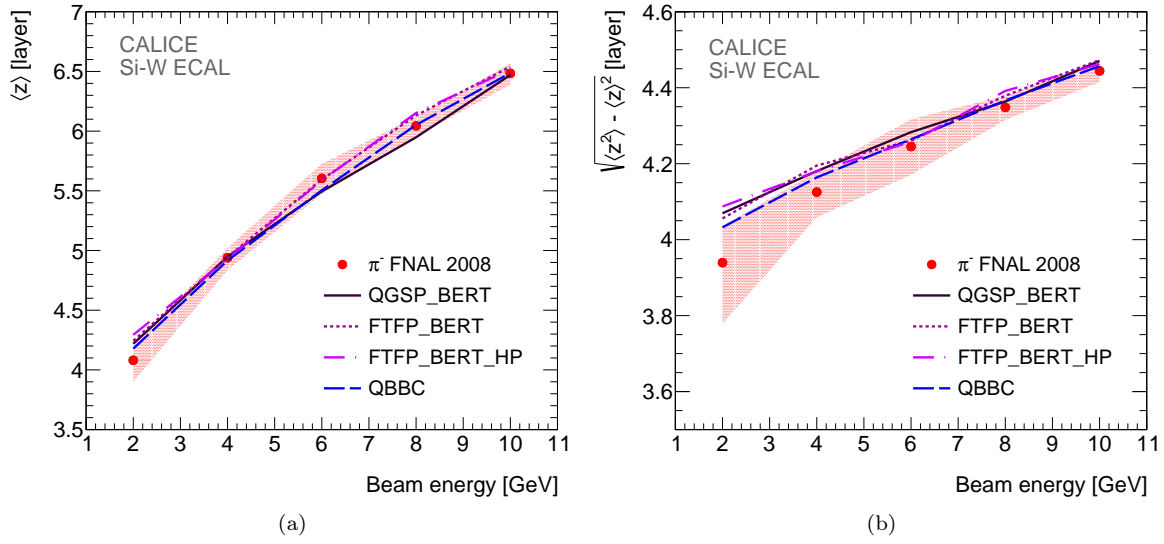 ⟨z⟩ [layer]
7
6.5
6
5.5
5
4.5
4
3.5
CALICE
Si-W ECAL
π⁻ FNAL 2008
QGSP_BERT
FTFP_BERT
FTFP_BERT_HP
QBBC
1 2 3 4 5 6 7 8 9 10 11
Beam energy [GeV]
(a)
√⟨z²⟩ - ⟨z⟩² [layer]
4.6
4.4
4.2
4
3.8
3.6
CALICE
Si-W ECAL
π⁻ FNAL 2008
QGSP_BERT
FTFP_BERT
FTFP_BERT_HP
QBBC
1 2 3 4 5 6 7 8 9 10 11
Beam energy [GeV]
(b)